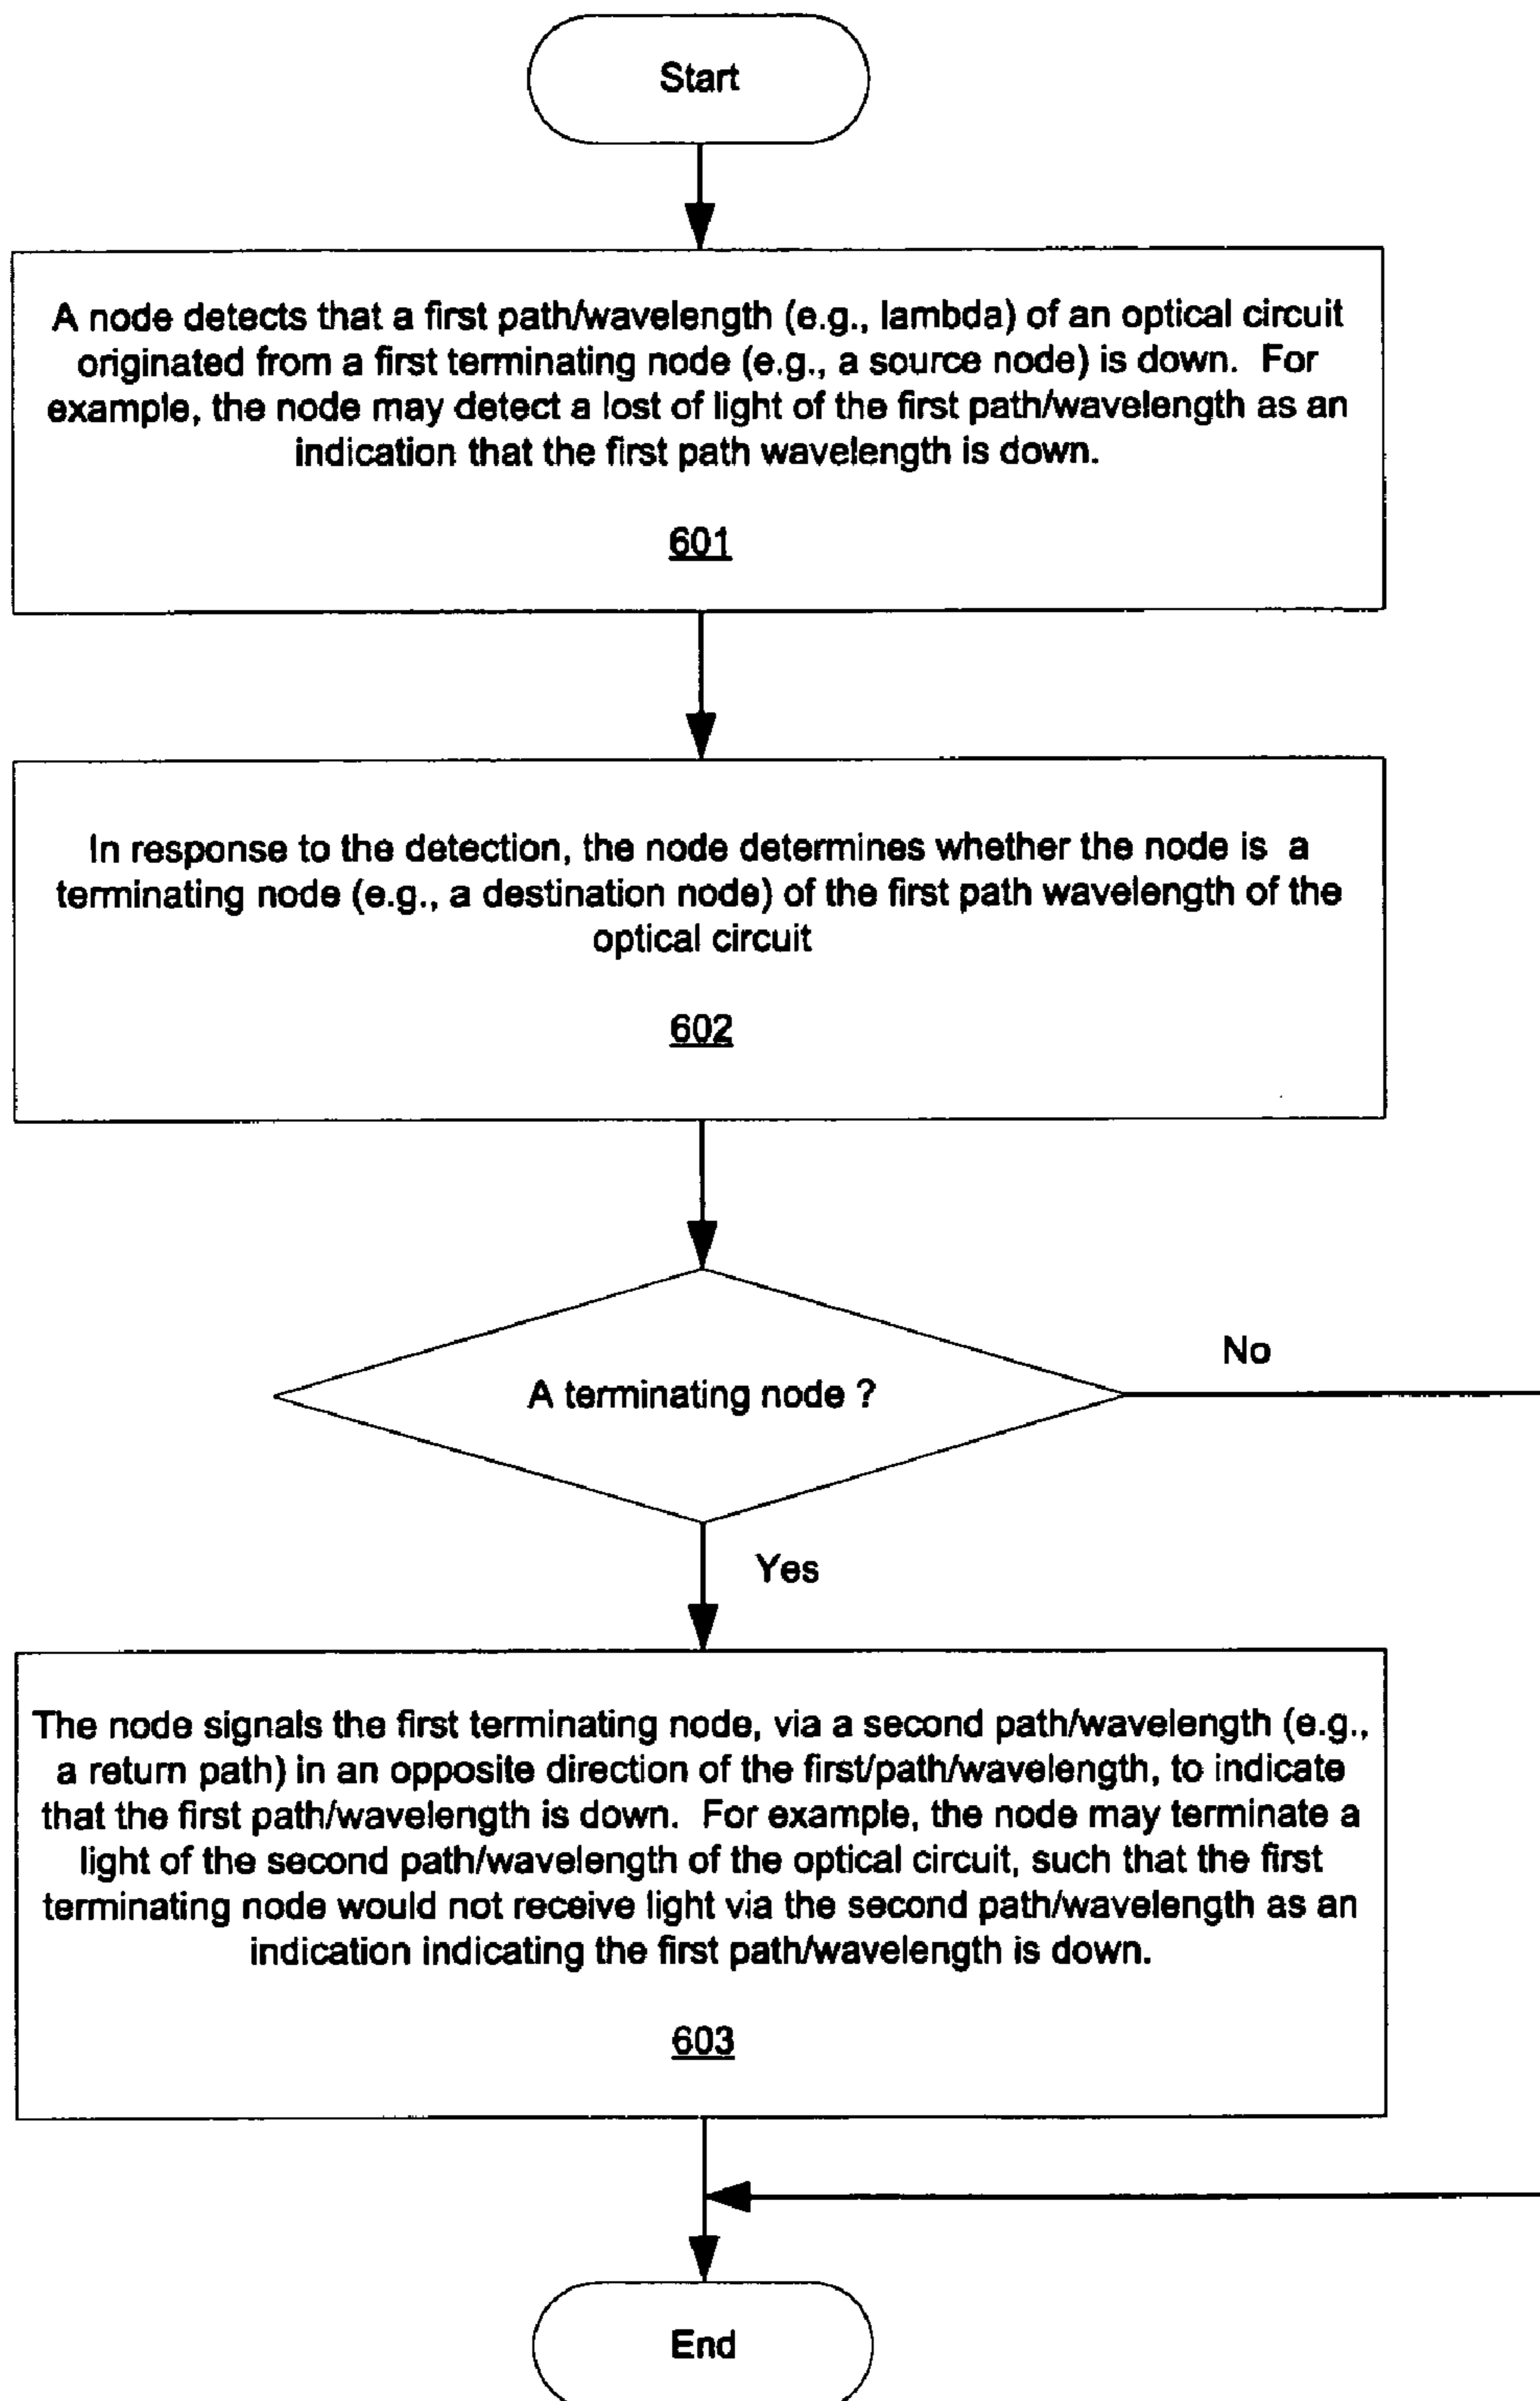 Start
A node detects that a first path/wavelength (e.g., lambda) of an optical circuit
originated from a first terminating node (e.g., a source node) is down. For
example, the node may detect a lost of light of the first path/wavelength as an
indication that the first path wavelength is down.
601
In response to the detection, the node determines whether the node is a
terminating node (e.g., a destination node) of the first path wavelength of the
optical circuit
602
A terminating node ?
No
Yes
The node signals the first terminating node, via a second path/wavelength (e.g.,
a return path) in an opposite direction of the first/path/wavelength, to indicate
that the first path/wavelength is down. For example, the node may terminate a
light of the second path/wavelength of the optical circuit, such that the first
terminating node would not receive light via the second path/wavelength as an
indication indicating the first path/wavelength is down.
603
End